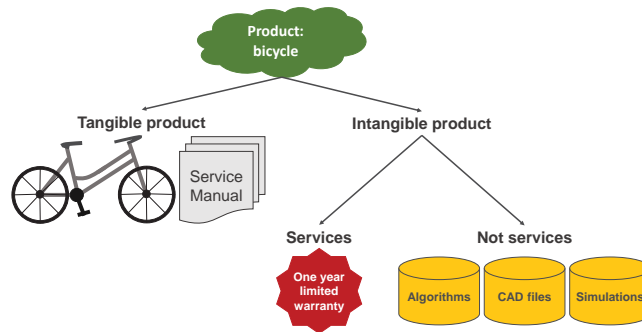 Product:
bicycle
Tangible product
Intangible product
Service
Manual
Services
Not services
One year
limited
warranty
Algorithms
CAD files
Simulations